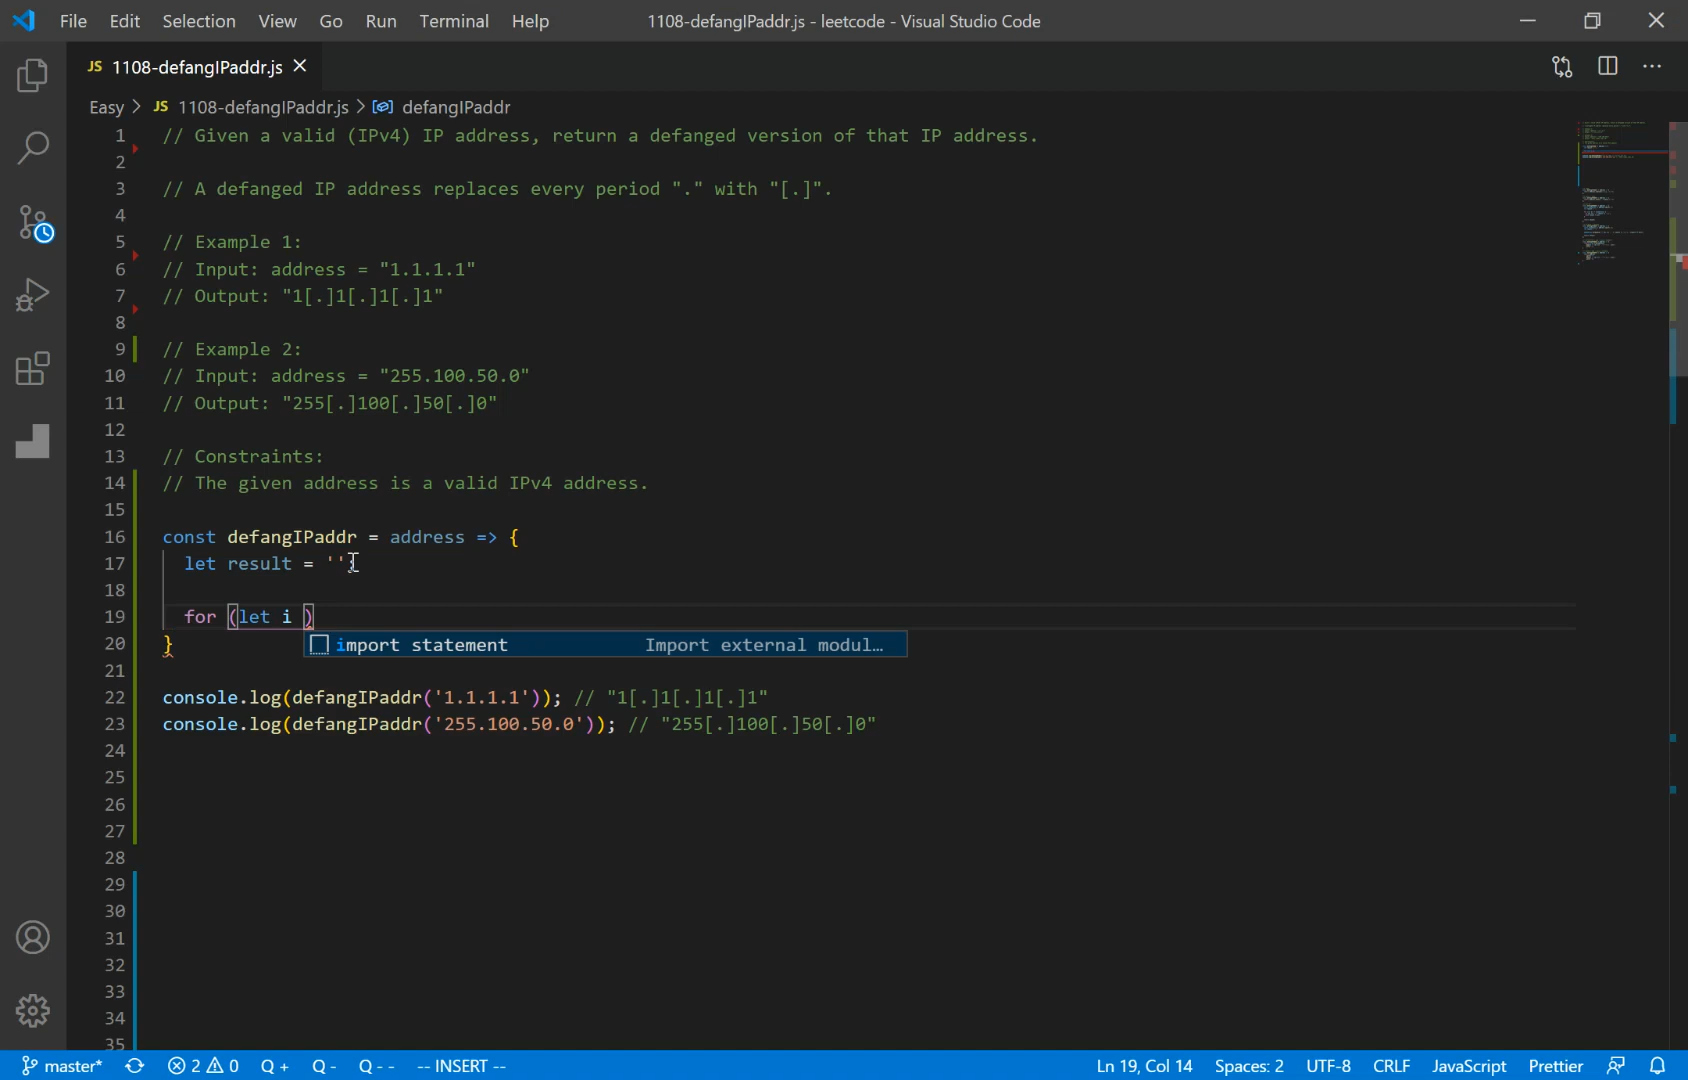 File Edit Selection View Go Run Terminal Help 1108-defangIPaddr.js - leetcode - Visual Studio Code
JS 1108-defangIPaddr.js
Easy > JS 1108-defangIPaddr.js > defangIPaddr
1 // Given a valid (IPv4) IP address, return a defanged version of that IP address.
2
3 // A defanged IP address replaces every period "." with "[.]".
4
5 // Example 1:
6 // Input: address = "1.1.1.1"
7 // Output: "1[.]1[.]1[.]1"
8
9 // Example 2:
10 // Input: address = "255.100.50.0"
11 // Output: "255[.]100[.]50[.]0"
12
13 // Constraints:
14 // The given address is a valid IPv4 address.
15
16 const defangIPaddr = address => {
17 let result = '';
18
19 for (let i )
20 } import statement Import external modul…
21
22 console.log(defangIPaddr('1.1.1.1')); // "1[.]1[.]1[.]1"
23 console.log(defangIPaddr('255.100.50.0')); // "255[.]100[.]50[.]0"
24
25
26
27
28
29
30
31
32
33
34
35
master* 2 0 Q + Q - Q - - -- INSERT -- Ln 19, Col 14 Spaces: 2 UTF-8 CRLF JavaScript Prettier